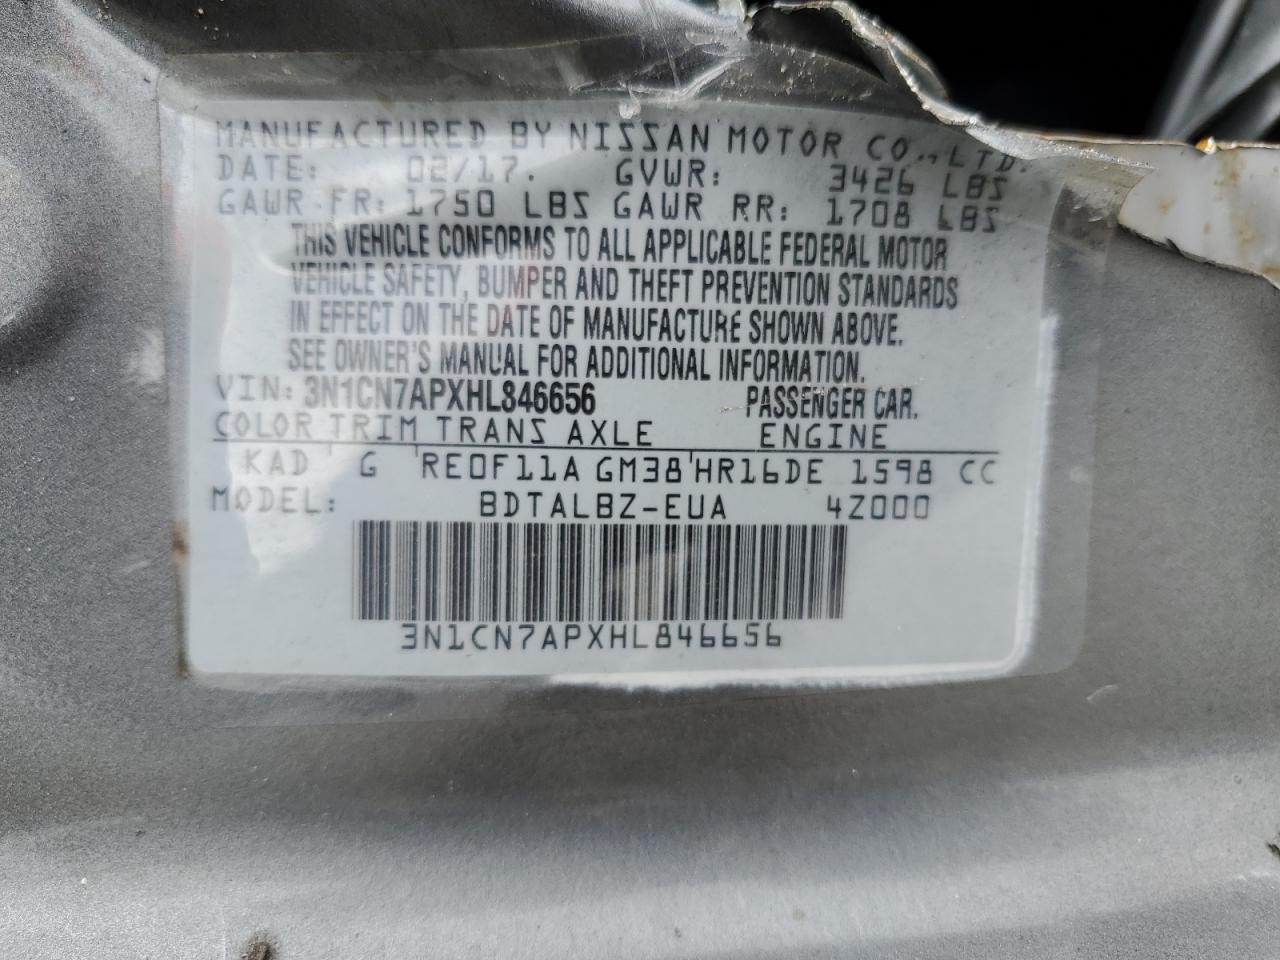 MANUFACTURED BY NISSAN MOTOR CO., LTD.
DATE: 02/17. GVWR: 3426 LBS
GAWR FR: 1750 LBS GAWR RR: 1708 LBS
THIS VEHICLE CONFORMS TO ALL APPLICABLE FEDERAL MOTOR
VEHICLE SAFETY, BUMPER AND THEFT PREVENTION STANDARDS
IN EFFECT ON THE DATE OF MANUFACTURE SHOWN ABOVE.
SEE OWNER'S MANUAL FOR ADDITIONAL INFORMATION.
VIN: 3N1CN7APXHL846656 PASSENGER CAR.
COLOR TRIM TRANS AXLE ENGINE
KAD G RE0F11A GM38 HR16DE 1598 CC
MODEL: BDTALBZ-EUA 4Z000
3N1CN7APXHL846656